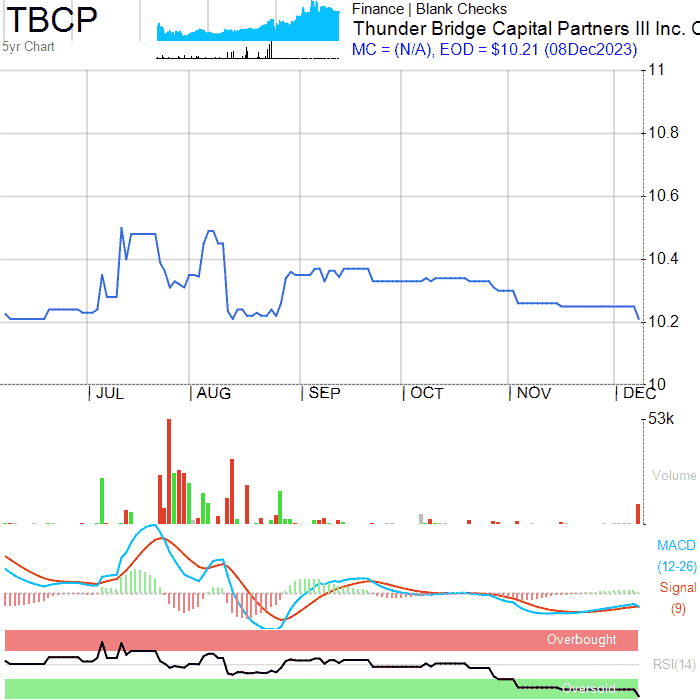 TBCP
5yr Chart
Finance | Blank Checks
Thunder Bridge Capital Partners III Inc. C
MC = (N/A), EOD = $10.21 (08Dec2023)
11
10.8
10.6
10.4
10.2
10
JUL AUG SEP OCT NOV DEC
53k
Volume
MACD
(12-26)
Signal
(9)
Overbought
RSI(14)
Oversold